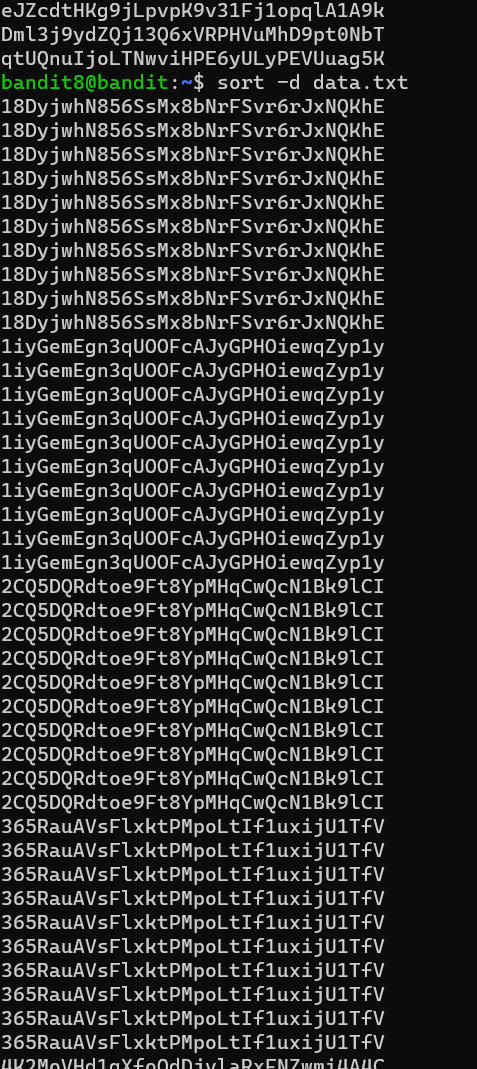 eJZcdtHKg9jLpvpK9v31Fj1opqlA1A9k
Dml3j9ydZQj13Q6xVRPHVuMhD9pt0NbT
qtUQnuIjoLTNwviHPE6yULyPEVUuag5K
bandit8@bandit:~$ sort -d data.txt
18DyjwhN856SsMx8bNrFSvr6rJxNQKhE
18DyjwhN856SsMx8bNrFSvr6rJxNQKhE
18DyjwhN856SsMx8bNrFSvr6rJxNQKhE
18DyjwhN856SsMx8bNrFSvr6rJxNQKhE
18DyjwhN856SsMx8bNrFSvr6rJxNQKhE
18DyjwhN856SsMx8bNrFSvr6rJxNQKhE
18DyjwhN856SsMx8bNrFSvr6rJxNQKhE
18DyjwhN856SsMx8bNrFSvr6rJxNQKhE
18DyjwhN856SsMx8bNrFSvr6rJxNQKhE
18DyjwhN856SsMx8bNrFSvr6rJxNQKhE
1iyGemEgn3qUOOFcAJyGPHOiewqZyp1y
1iyGemEgn3qUOOFcAJyGPHOiewqZyp1y
1iyGemEgn3qUOOFcAJyGPHOiewqZyp1y
1iyGemEgn3qUOOFcAJyGPHOiewqZyp1y
1iyGemEgn3qUOOFcAJyGPHOiewqZyp1y
1iyGemEgn3qUOOFcAJyGPHOiewqZyp1y
1iyGemEgn3qUOOFcAJyGPHOiewqZyp1y
1iyGemEgn3qUOOFcAJyGPHOiewqZyp1y
1iyGemEgn3qUOOFcAJyGPHOiewqZyp1y
1iyGemEgn3qUOOFcAJyGPHOiewqZyp1y
2CQ5DQRdtoe9Ft8YpMHqCwQcN1Bk9lCI
2CQ5DQRdtoe9Ft8YpMHqCwQcN1Bk9lCI
2CQ5DQRdtoe9Ft8YpMHqCwQcN1Bk9lCI
2CQ5DQRdtoe9Ft8YpMHqCwQcN1Bk9lCI
2CQ5DQRdtoe9Ft8YpMHqCwQcN1Bk9lCI
2CQ5DQRdtoe9Ft8YpMHqCwQcN1Bk9lCI
2CQ5DQRdtoe9Ft8YpMHqCwQcN1Bk9lCI
2CQ5DQRdtoe9Ft8YpMHqCwQcN1Bk9lCI
2CQ5DQRdtoe9Ft8YpMHqCwQcN1Bk9lCI
2CQ5DQRdtoe9Ft8YpMHqCwQcN1Bk9lCI
365RauAVsFlxktPMpoLtIf1uxijU1TfV
365RauAVsFlxktPMpoLtIf1uxijU1TfV
365RauAVsFlxktPMpoLtIf1uxijU1TfV
365RauAVsFlxktPMpoLtIf1uxijU1TfV
365RauAVsFlxktPMpoLtIf1uxijU1TfV
365RauAVsFlxktPMpoLtIf1uxijU1TfV
365RauAVsFlxktPMpoLtIf1uxijU1TfV
365RauAVsFlxktPMpoLtIf1uxijU1TfV
365RauAVsFlxktPMpoLtIf1uxijU1TfV
365RauAVsFlxktPMpoLtIf1uxijU1TfV